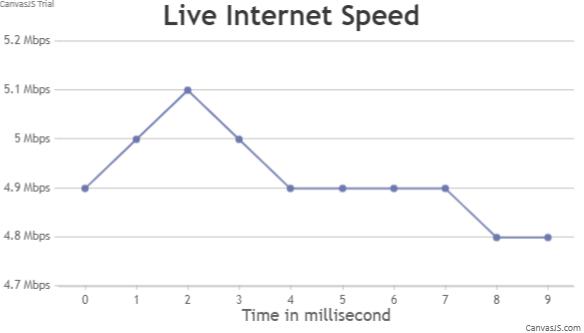 CanvasJS Trial
Live Internet Speed
5.2 Mbps
5.1 Mbps
5 Mbps
4.9 Mbps
4.8 Mbps
4.7 Mbps
0 1 2 3 4 5 6 7 8 9
Time in millisecond
CanvasJS.com